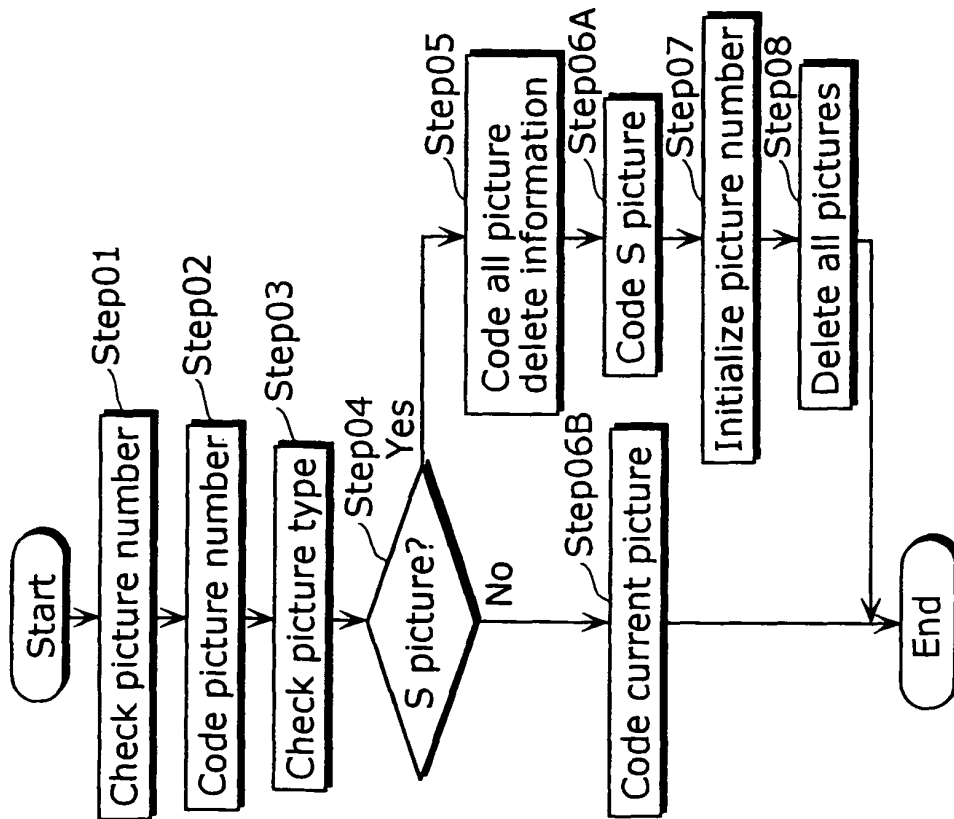 Start
Step01
Check picture number
Step02
Code picture number
Step03
Check picture type
Step04
S picture?
Yes
No
Step05
Code all picture
delete information
Step06A
Code S picture
Step06B
Code current picture
Step07
Initialize picture number
Step08
Delete all pictures
End